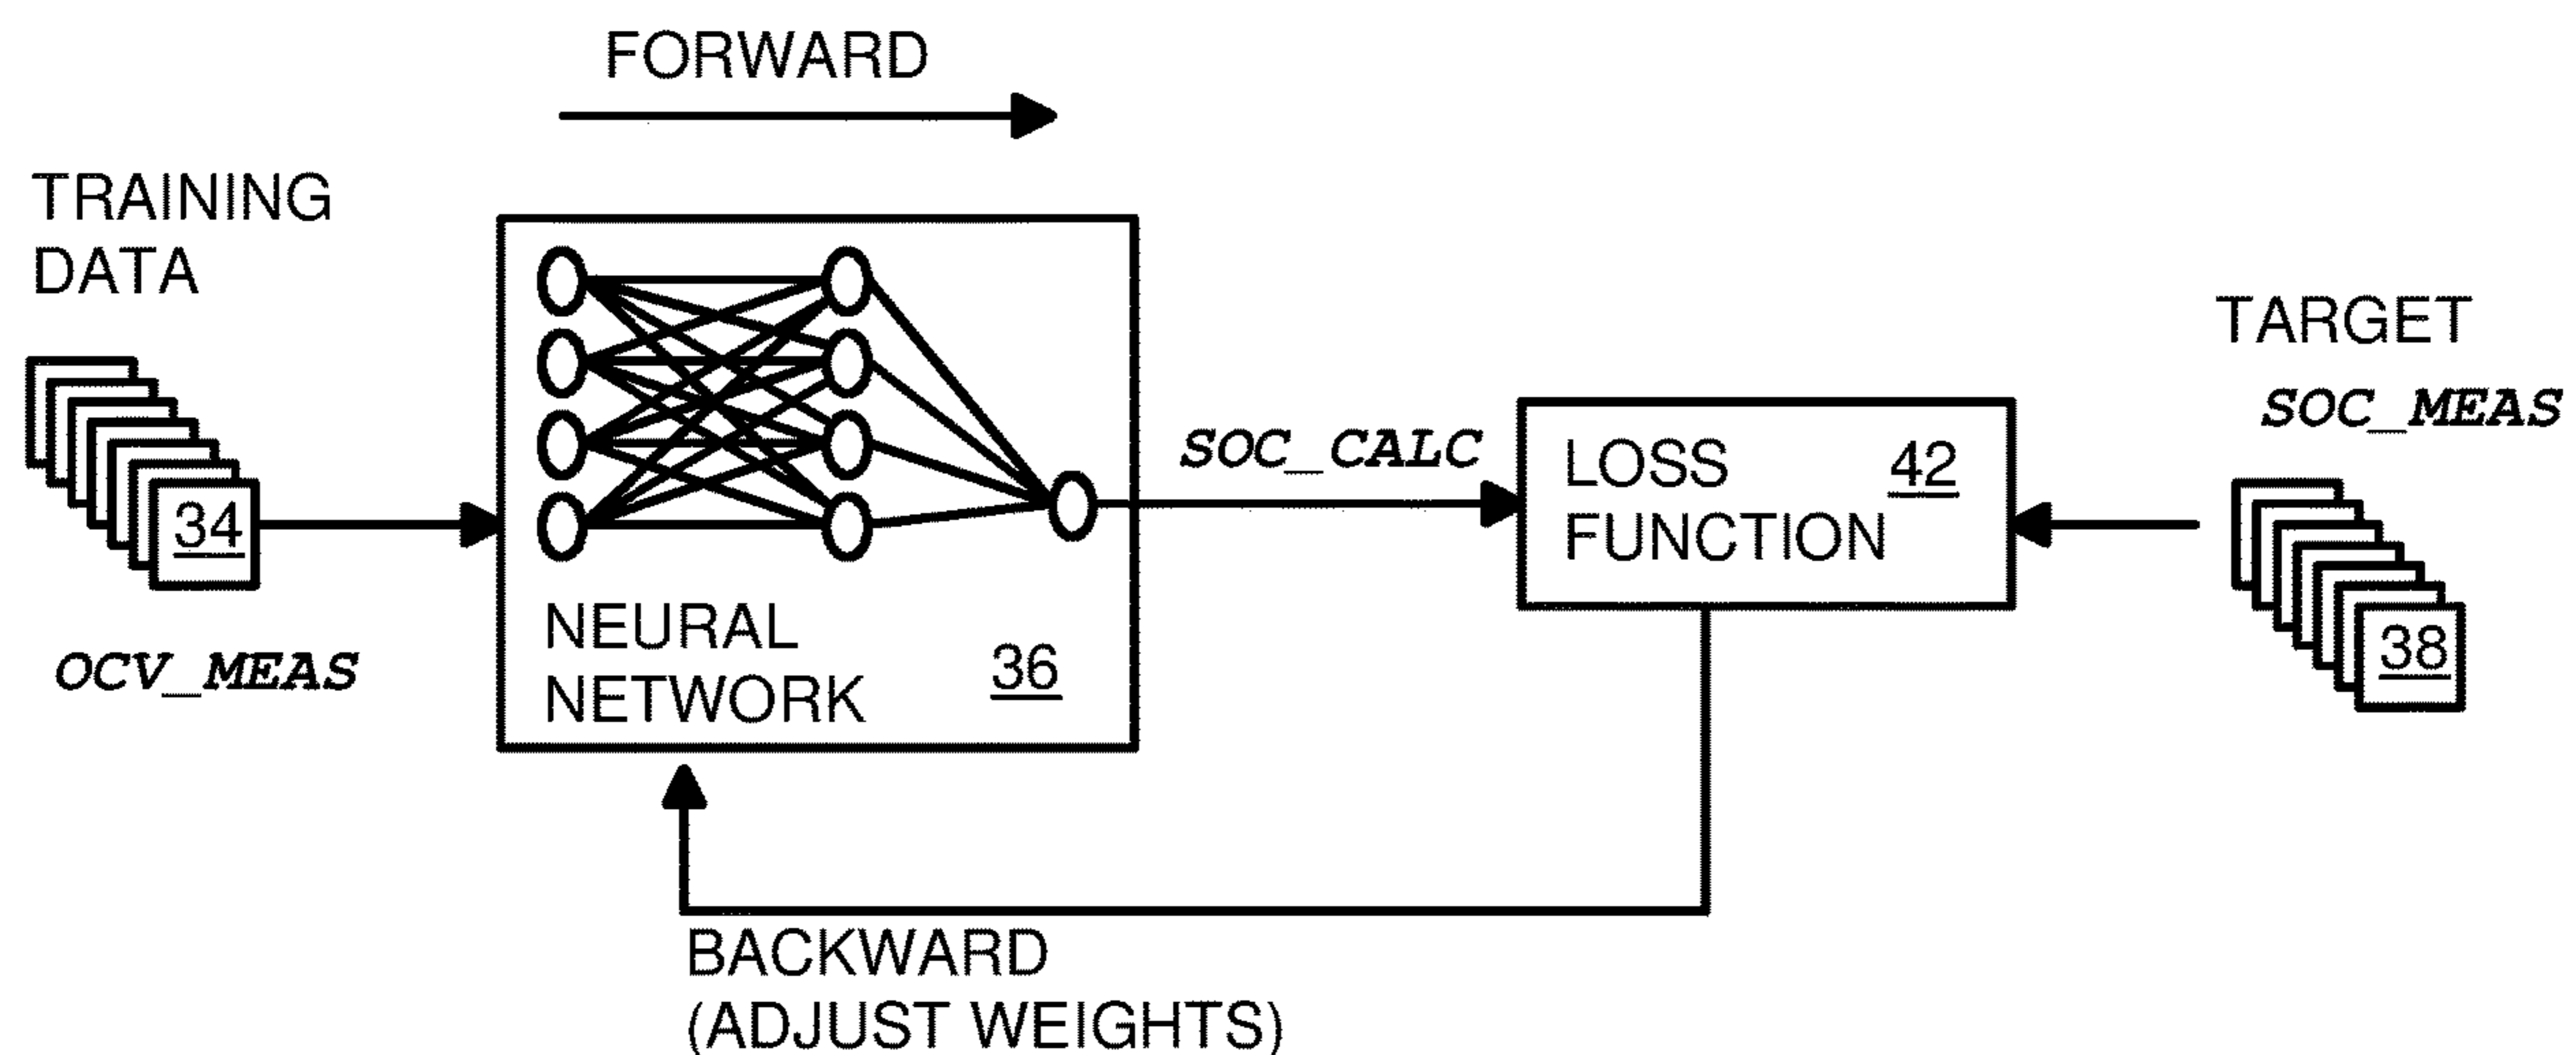 FORWARD
TRAINING
DATA
34
OCV_MEAS
NEURAL
NETWORK
36
SOC_CALC
LOSS
FUNCTION
42
TARGET
SOC_MEAS
38
BACKWARD
(ADJUST WEIGHTS)